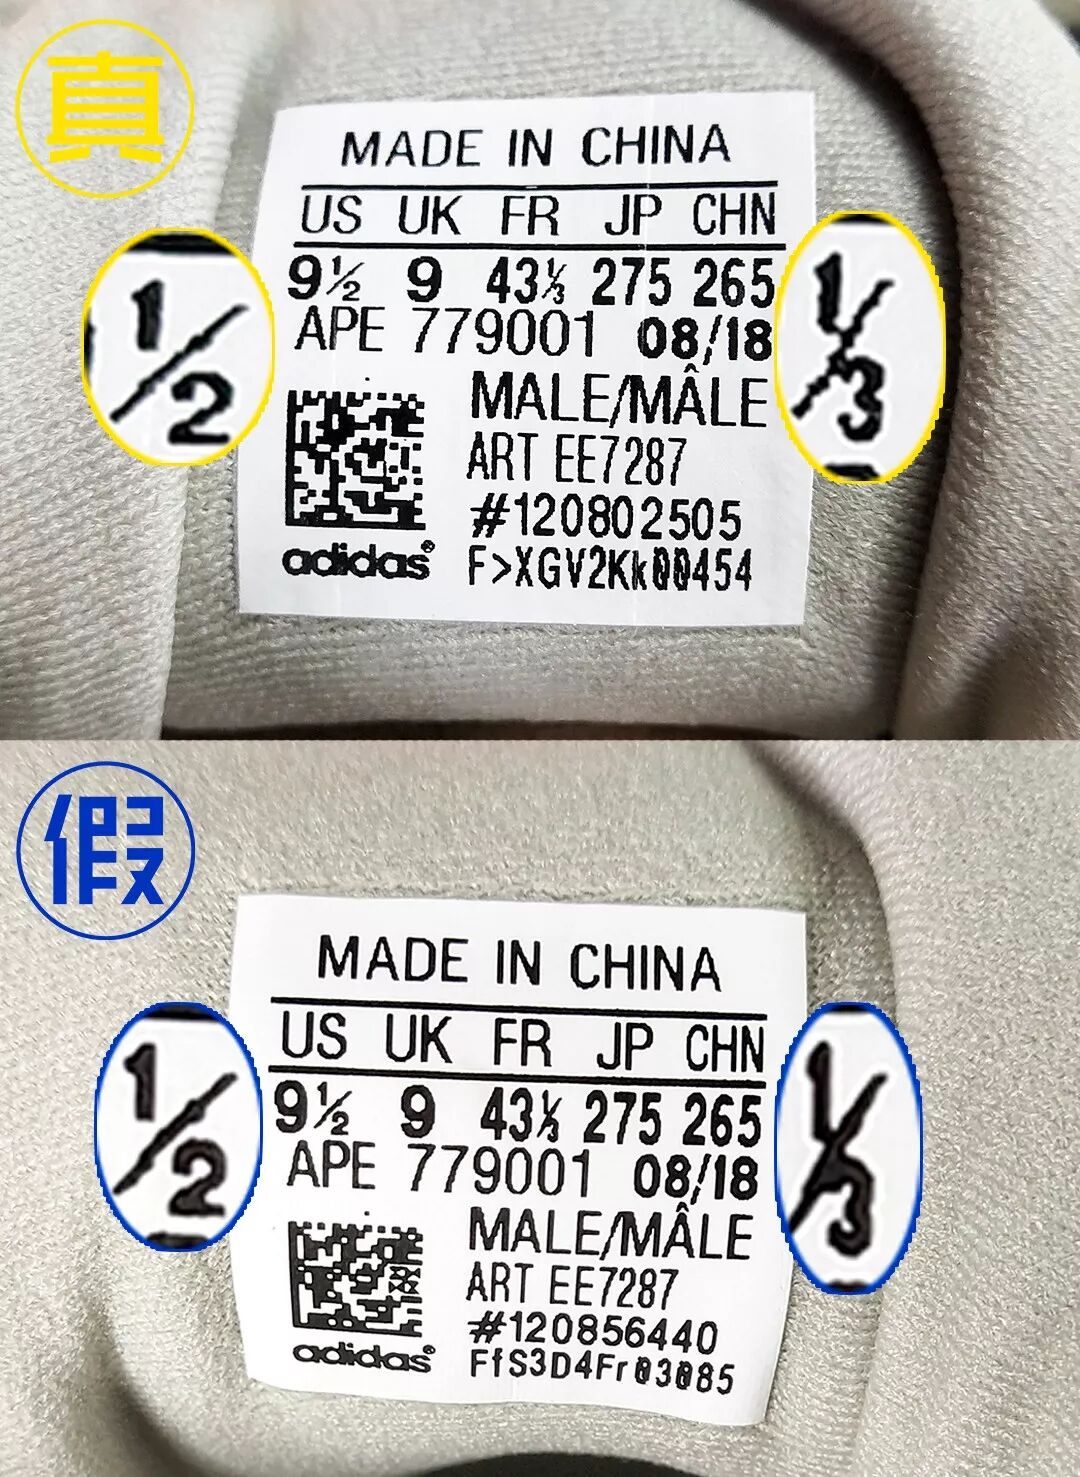 真
MADE IN CHINA
US UK FR JP CHN
9½ 9 43⅓ 275 265
½
⅓
APE 779001 08/18
MALE/MÂLE
ART EE7287
#120802505
adidas® F>XGV2Kk00454
假
MADE IN CHINA
US UK FR JP CHN
9½ 9 43⅓ 275 265
½
⅓
APE 779001 08/18
MALE/MÂLE
ART EE7287
#120856440
adidas® FfS3D4Fr03085